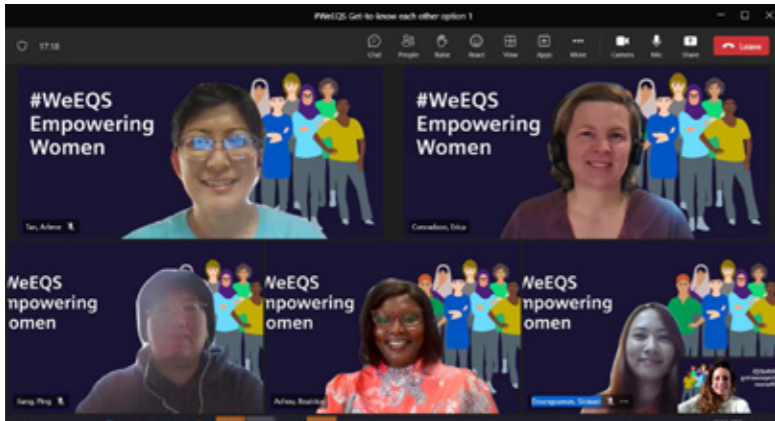 #WeEQS Get-to-know each other option 1
17:18
Chat
People
Raise
React
View
Apps
More
Camera
Mic
Share
Leave
#WeEQS
Empowering
Women
#WeEQS
Empowering
Women
Tan, Arlene
Conradson, Erica
WeEQS
mpowering
omen
WeEQS
mpowering
omen
WeEQS
mpowering
omen
Jiang, Ping
Achou, Beatrice